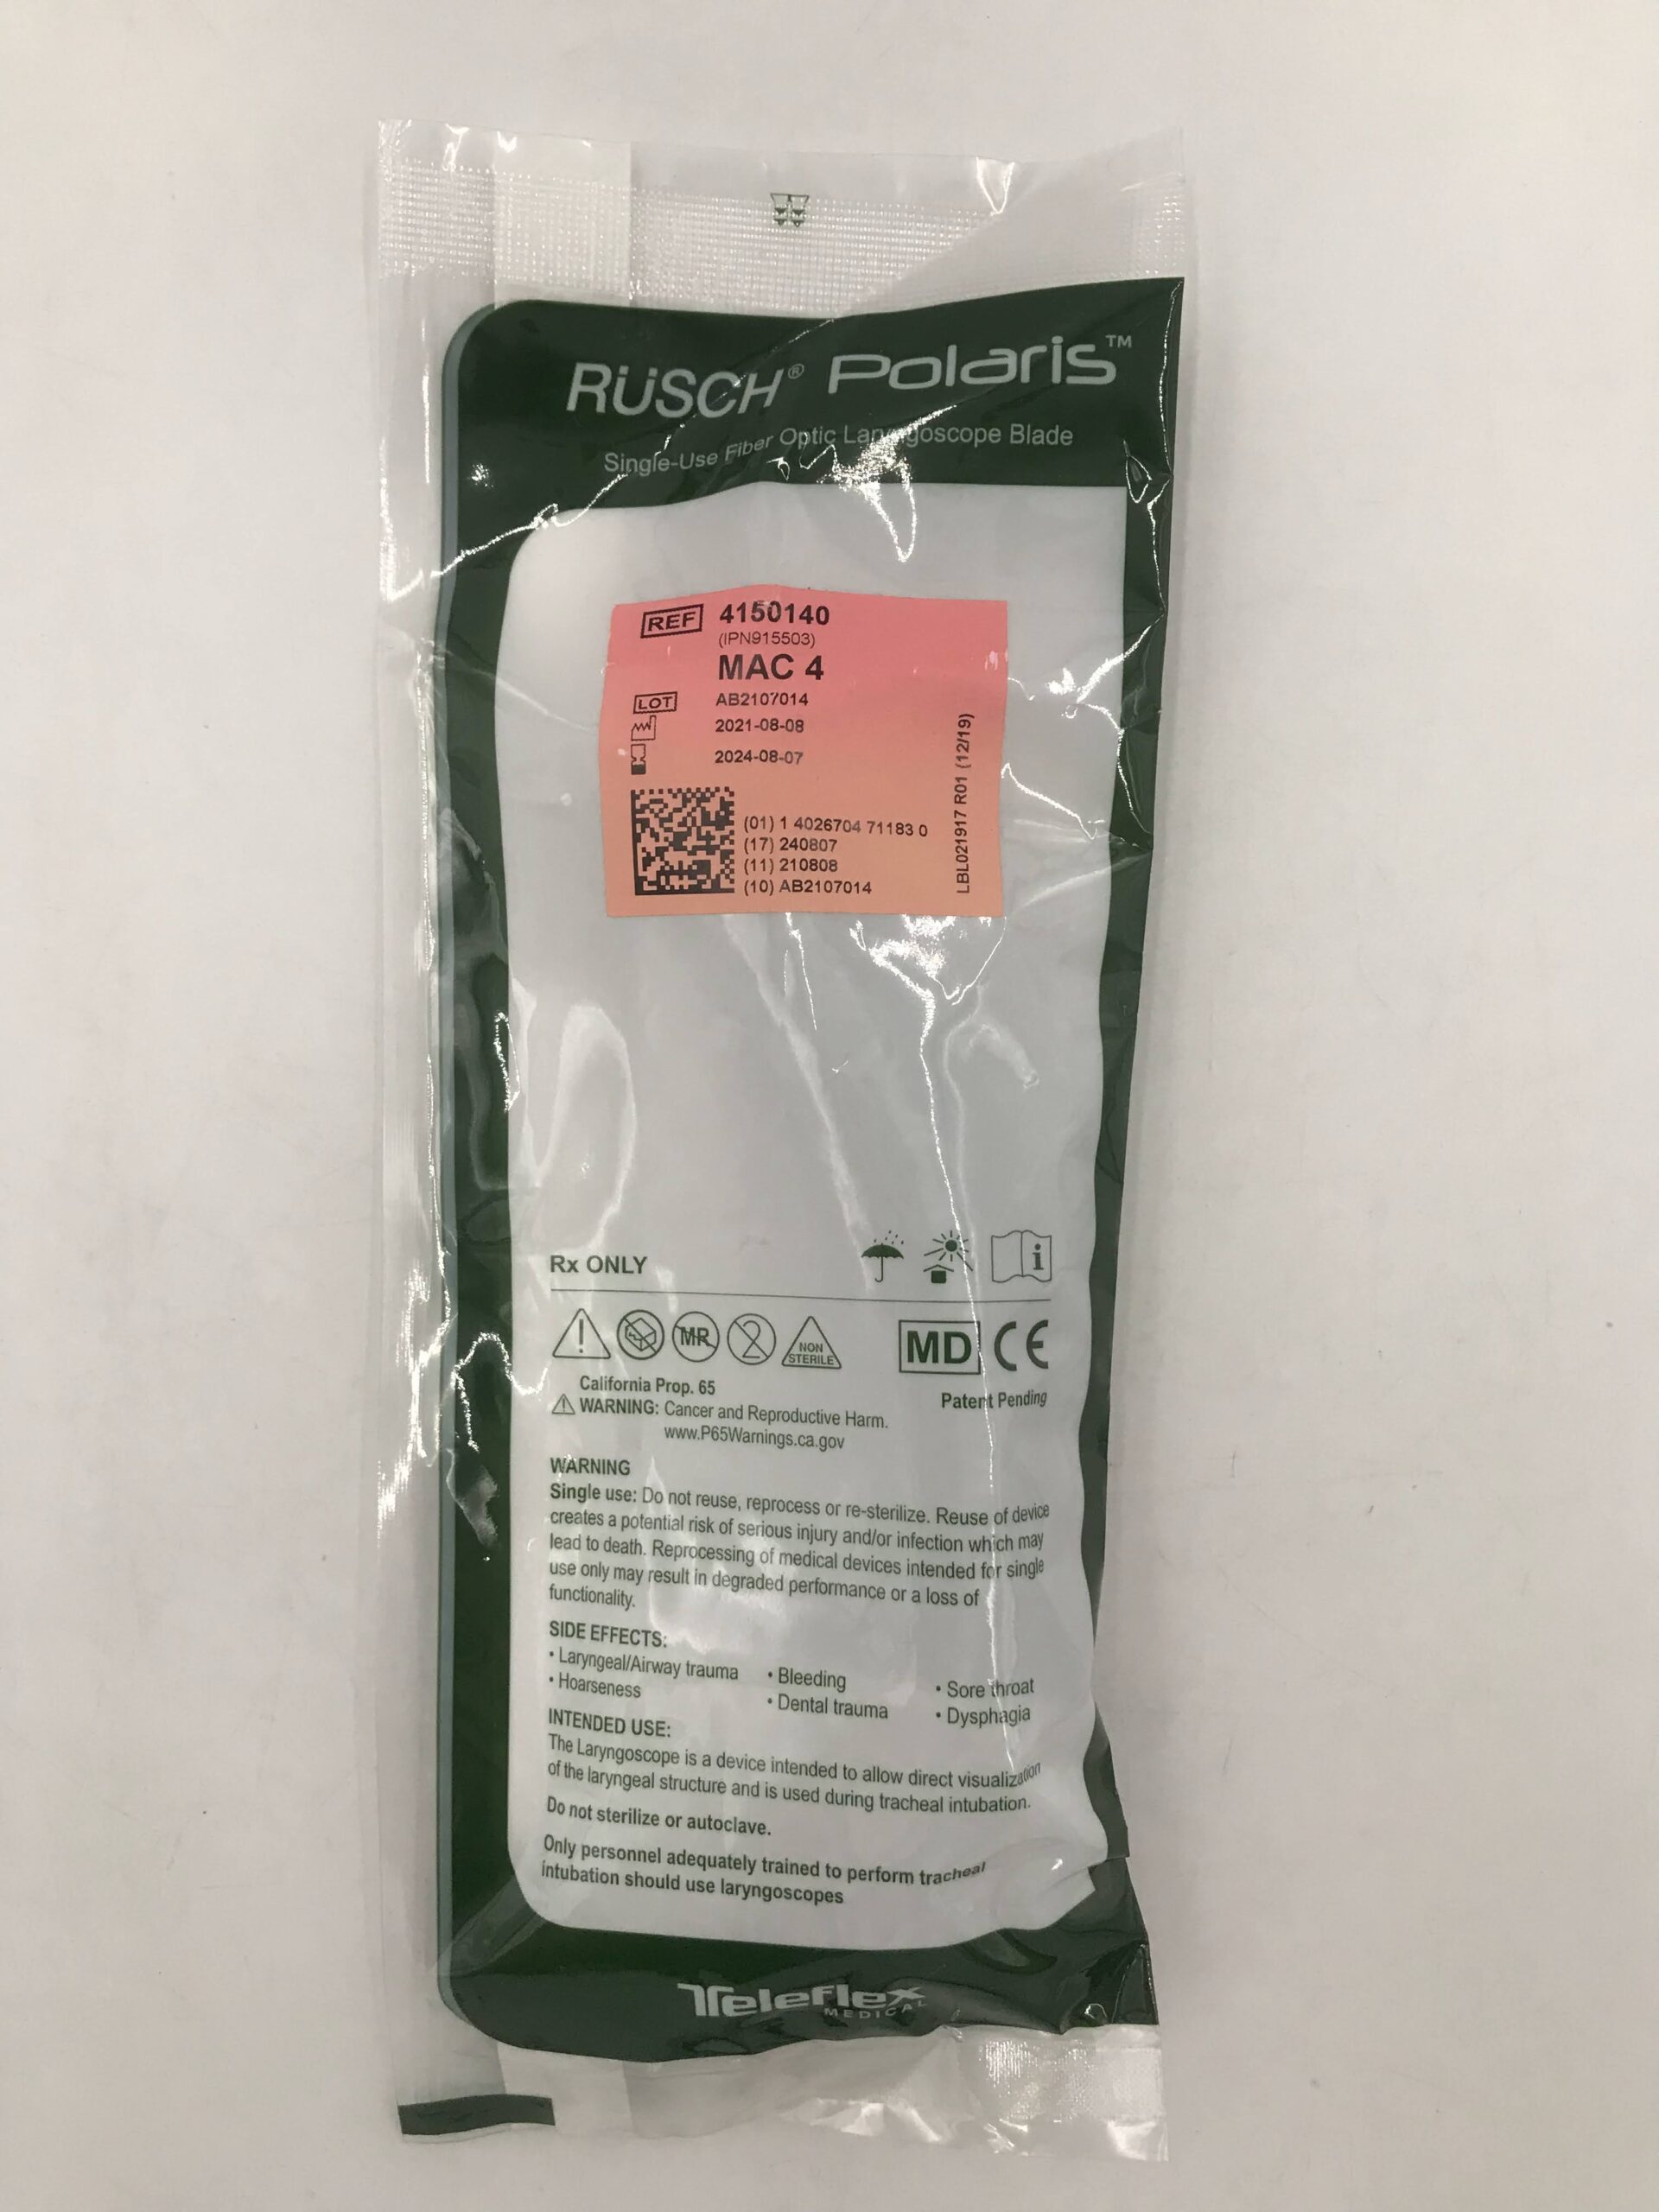 RÜSCH® Polaris™
Single-Use Fiber Optic Laryngoscope Blade
REF 4150140
(IPN915503)
MAC 4
LOT AB2107014
2021-08-08
2024-08-07
(01) 1 4026704 71183 0
(17) 240807
(11) 210808
(10) AB2107014
LBL021917 R01 (12/19)
Rx ONLY
i
MR
2
NON
STERILE
MD CE
California Prop. 65
WARNING: Cancer and Reproductive Harm.
www.P65Warnings.ca.gov
Patent Pending
WARNING
Single use: Do not reuse, reprocess or re-sterilize. Reuse of device
creates a potential risk of serious injury and/or infection which may
lead to death. Reprocessing of medical devices intended for single
use only may result in degraded performance or a loss of
functionality.
SIDE EFFECTS:
• Laryngeal/Airway trauma • Bleeding • Sore throat
• Hoarseness • Dental trauma • Dysphagia
INTENDED USE:
The Laryngoscope is a device intended to allow direct visualization
of the laryngeal structure and is used during tracheal intubation.
Do not sterilize or autoclave.
Only personnel adequately trained to perform tracheal
intubation should use laryngoscopes
Teleflex
MEDICAL